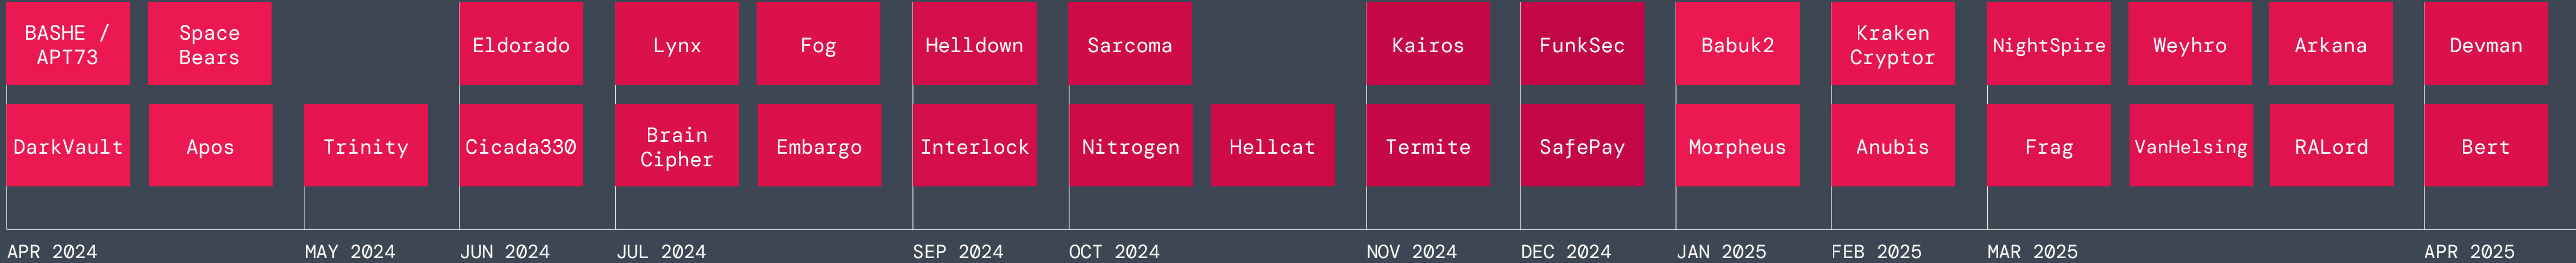 BASHE /
APT73
Space
Bears
Eldorado
Lynx
Fog
Helldown
Sarcoma
Kairos
FunkSec
Babuk2
Kraken
Cryptor
NightSpire
Weyhro
Arkana
Devman
DarkVault
Apos
Trinity
Cicada330
Brain
Cipher
Embargo
Interlock
Nitrogen
Hellcat
Termite
SafePay
Morpheus
Anubis
Frag
VanHelsing
RALord
Bert
APR 2024
MAY 2024
JUN 2024
JUL 2024
SEP 2024
OCT 2024
NOV 2024
DEC 2024
JAN 2025
FEB 2025
MAR 2025
APR 2025